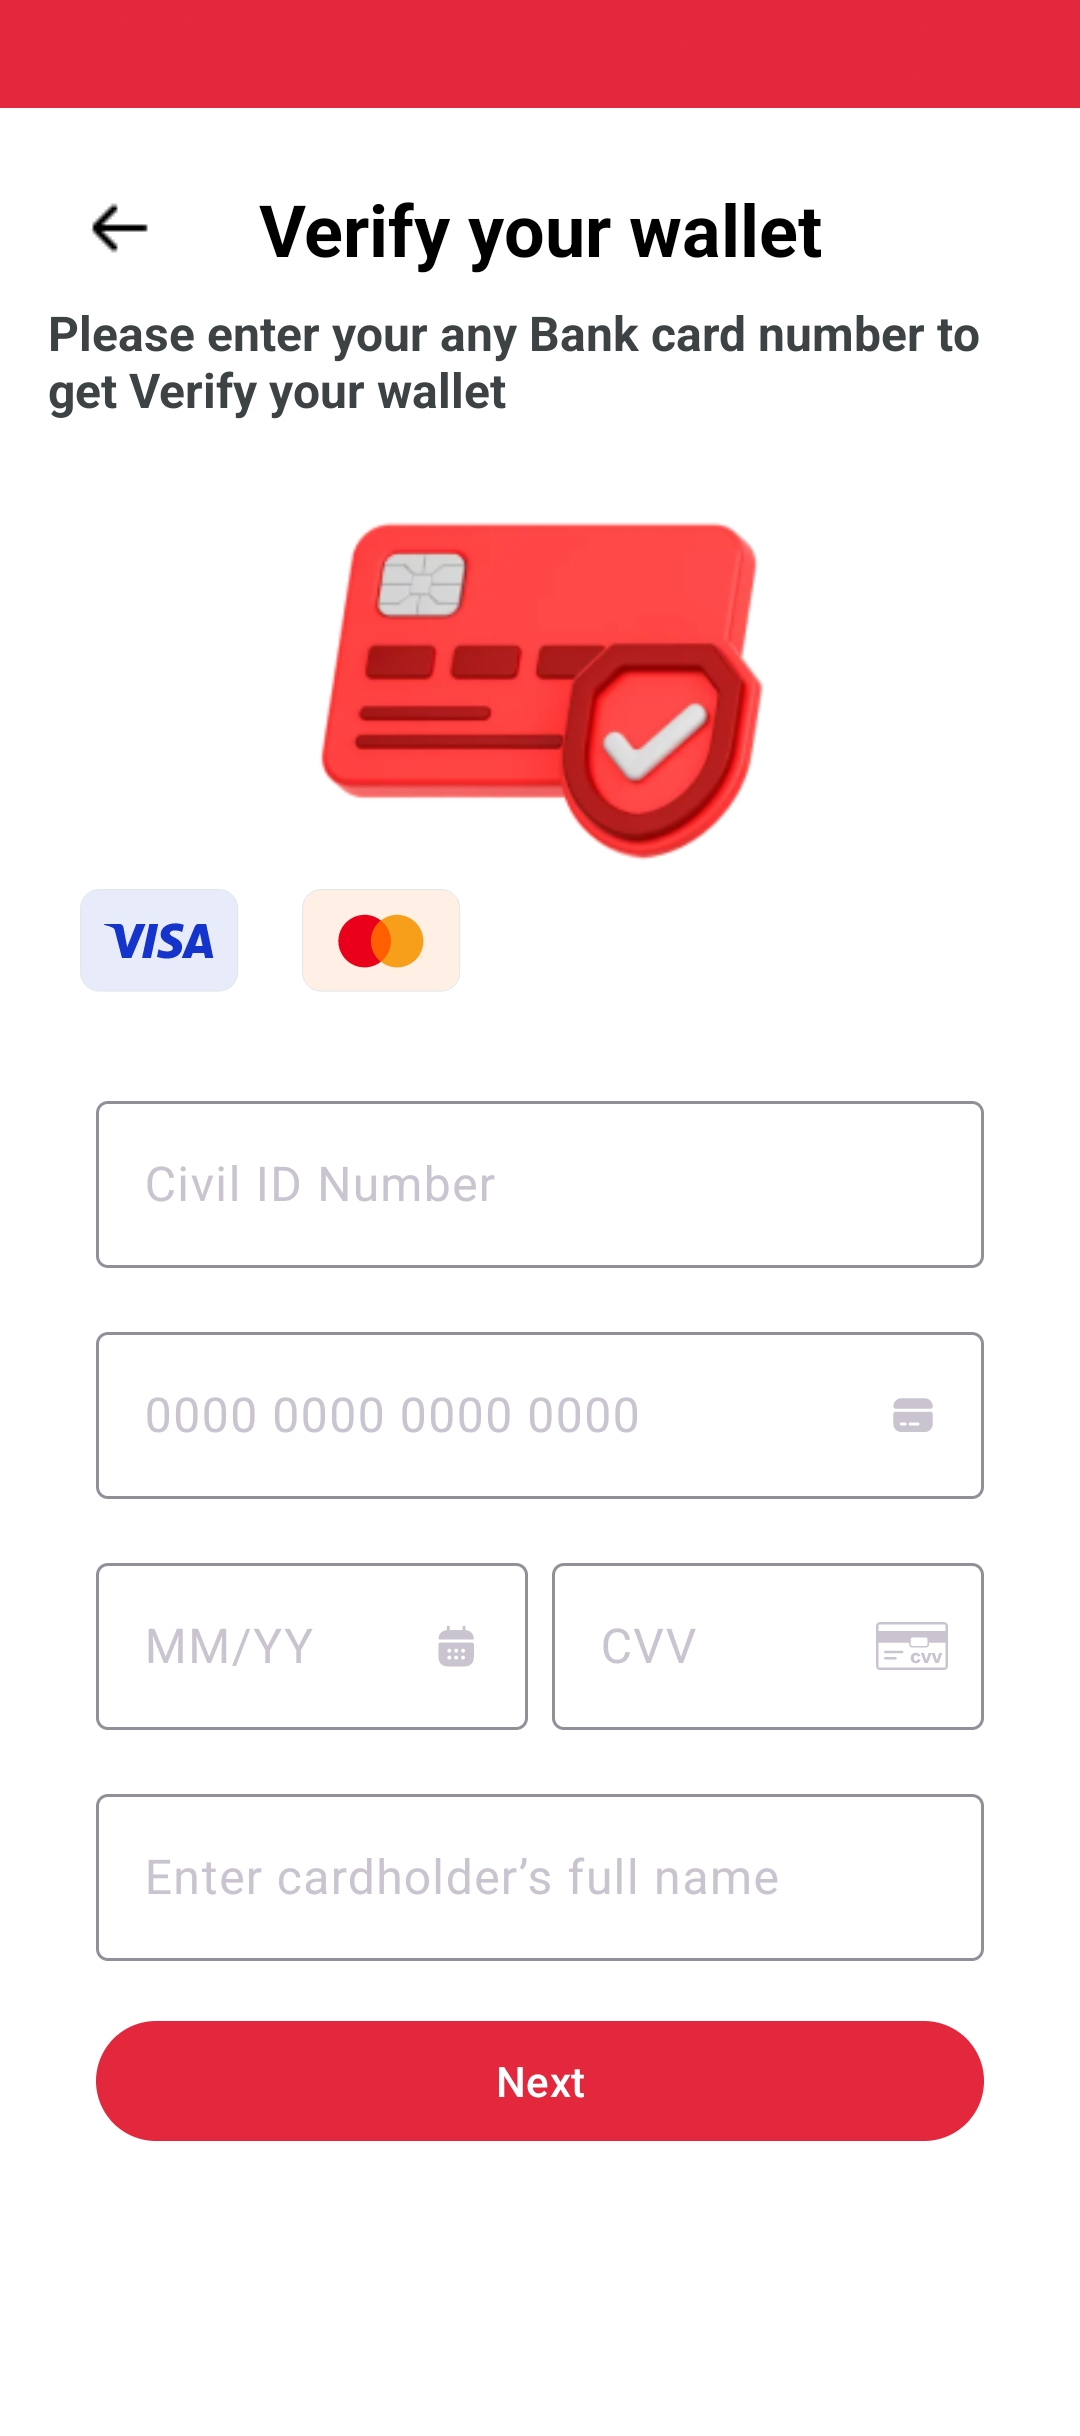 Verify your wallet
Please enter your any Bank card number to
get Verify your wallet
VISA
Civil ID Number
0000 0000 0000 0000
MM/YY
CVV
cvv
Enter cardholder’s full name
Next